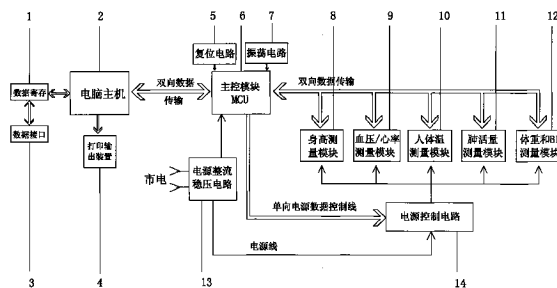 1
2
5
6
7
8
9
10
11
12
复位电路
振荡电路
数据寄存
电脑主机
双向数据
传输
主控模块
MCU
双向数据传输
数据接口
打印输
出装置
身高测
量模块
血压/心率
测量模块
人体温
测量模块
肺活量
测量模块
体重和B
测量模块
市电
电源整流
稳压电路
单向电源数据控制线
电源控制电路
电源线
3
4
13
14